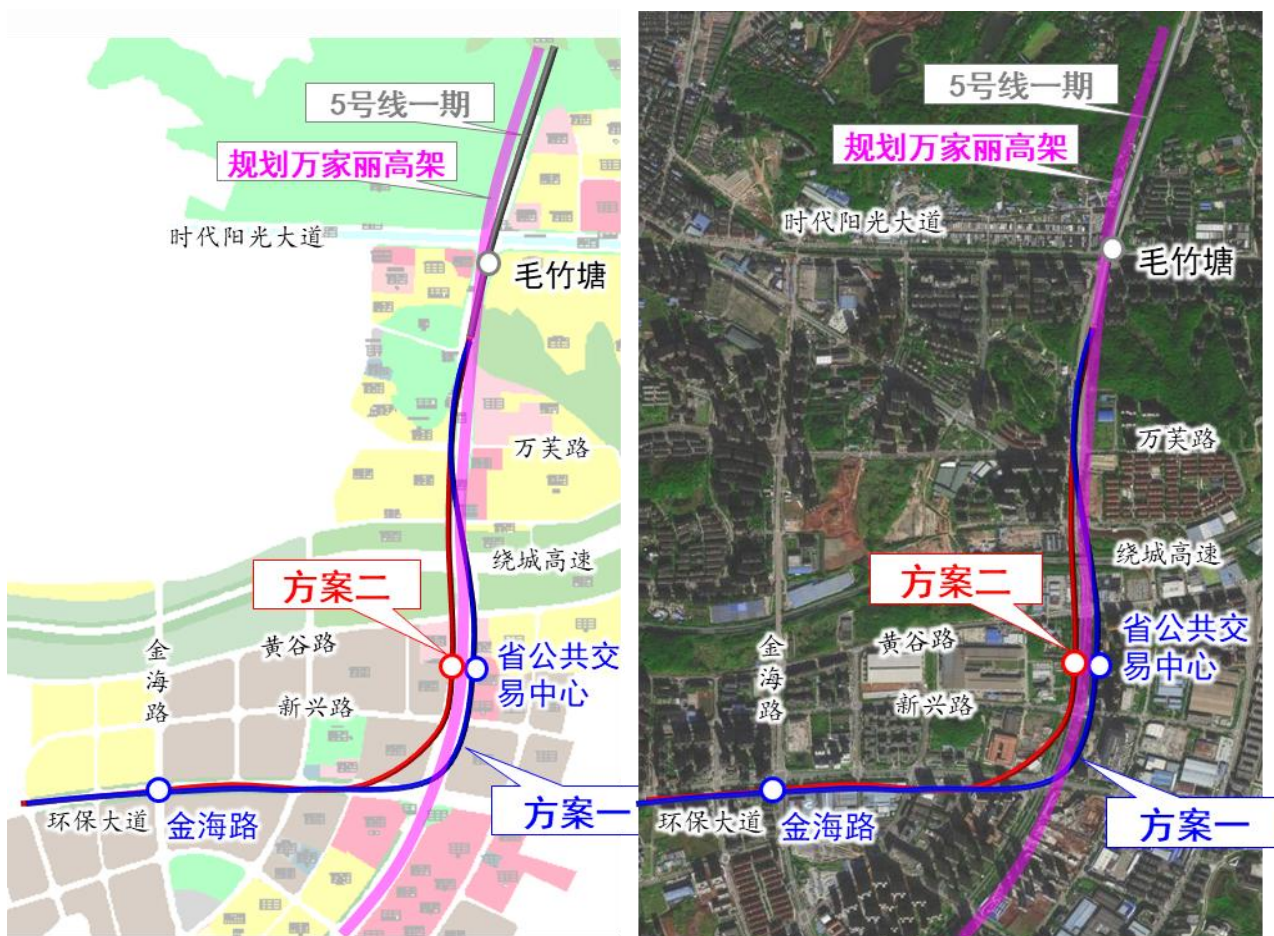 5号线一期
规划万家丽高架
时代阳光大道
毛竹塘
万芙路
绕城高速
方案二
金海路
黄谷路
省公共交
易中心
新兴路
环保大道
金海路
方案一
5号线一期
规划万家丽高架
时代阳光大道
毛竹塘
万芙路
绕城高速
方案二
金海路
黄谷路
省公共交
易中心
新兴路
环保大道
金海路
方案一